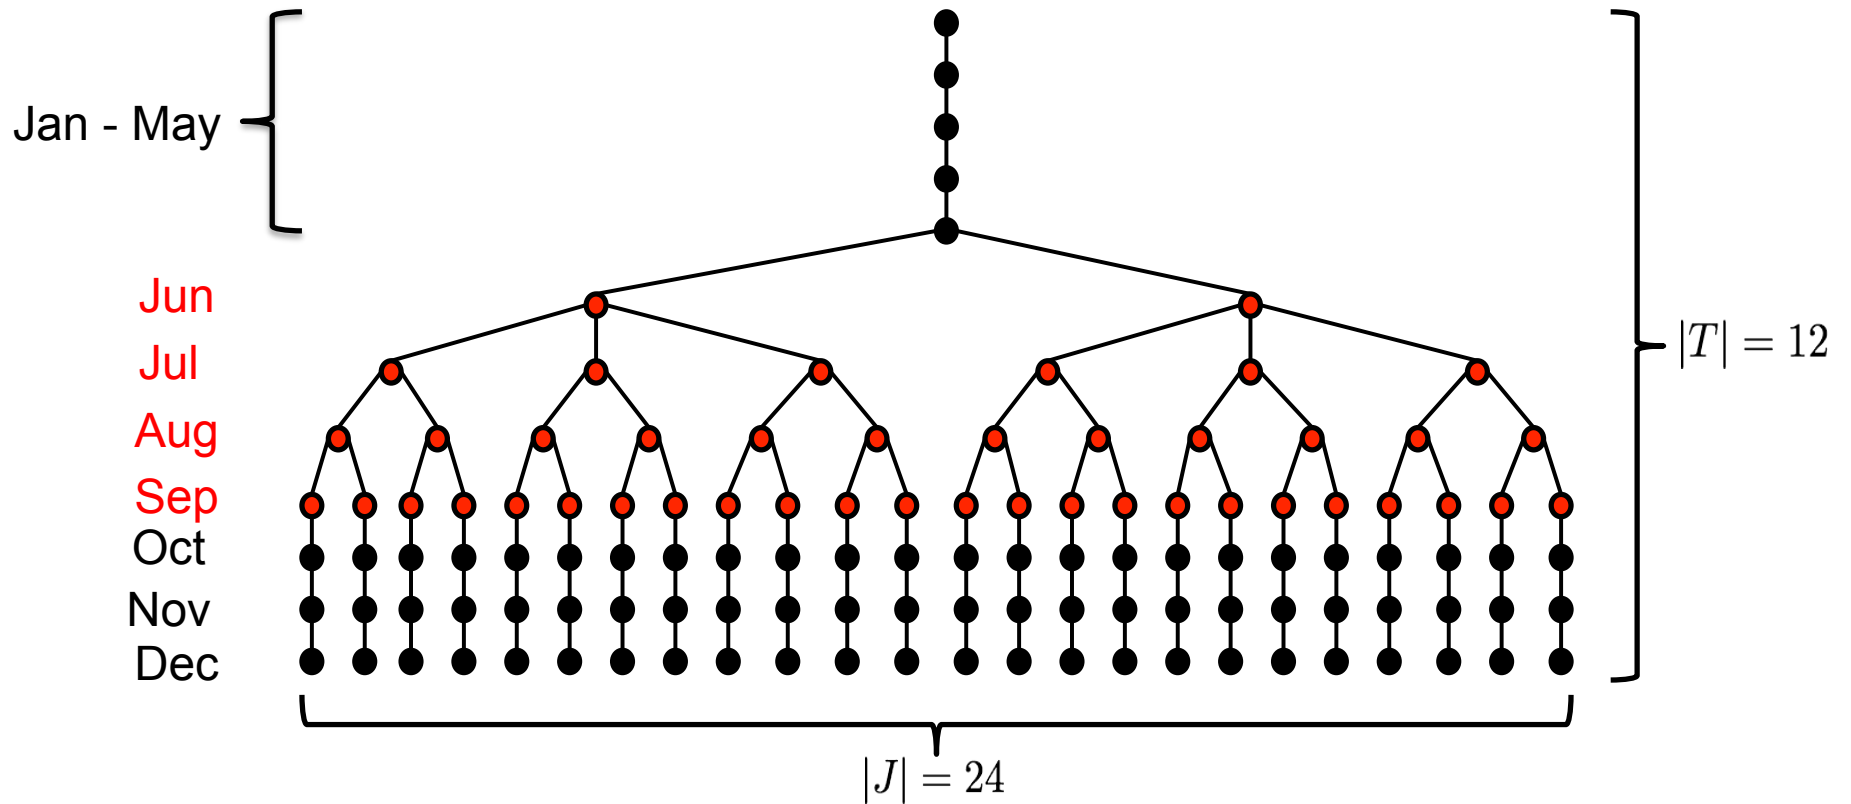 Jan - May
Jun
Jul
|T| = 12
Aug
Sep
Oct
Nov
Dec
|J| = 24